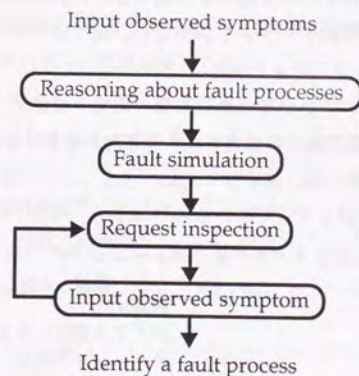 Input observed symptoms
Reasoning about fault processes
Fault simulation
Request inspection
Input observed symptom
Identify a fault process